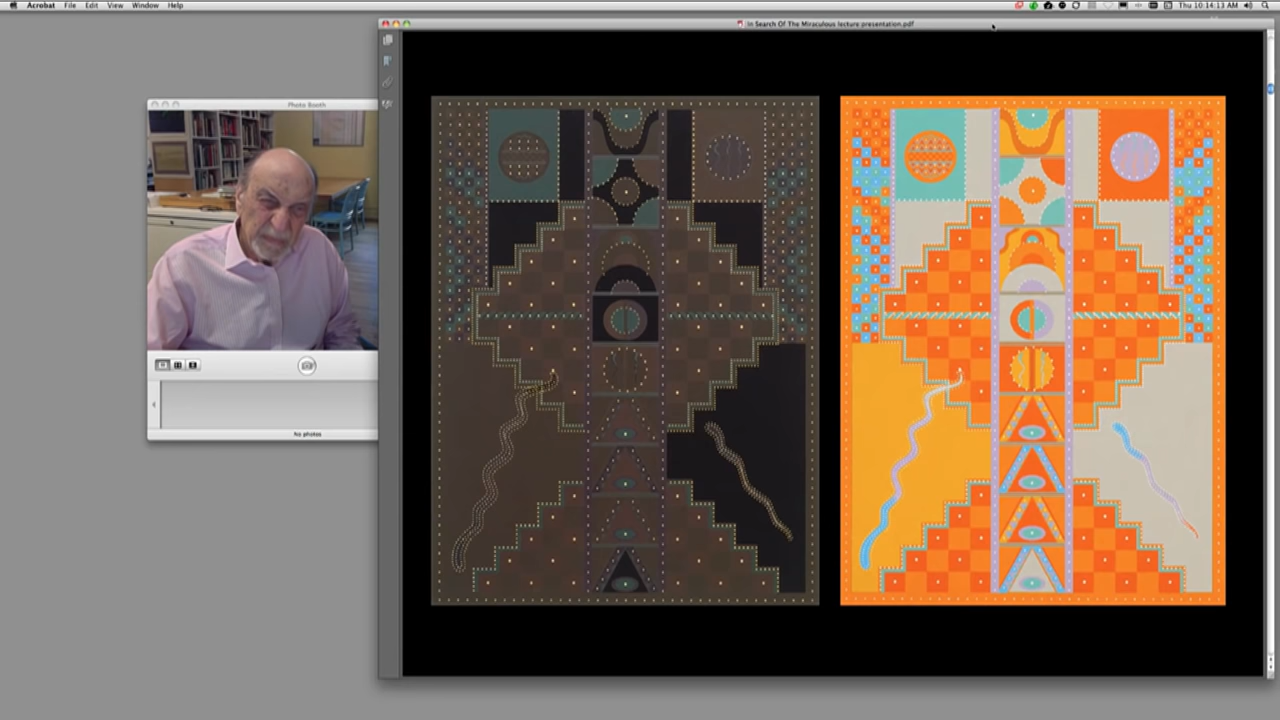 Acrobat File Edit View Window Help
Thu 10:14:13 AM
In Search Of The Miraculous lecture presentation.pdf
Photo Booth
No photos